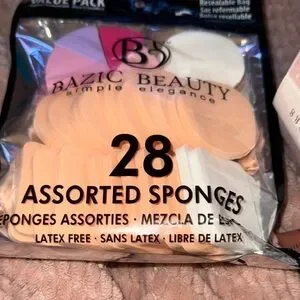 VALUE PACK
Resealable Bag
Sac refermable
Bolsa resellable
B
BAZIC BEAUTY
simple elegance
28
ASSORTED SPONGES
ÉPONGES ASSORTIES · MEZCLA DE
LATEX FREE · SANS LATEX · LIBRE DE LATEX